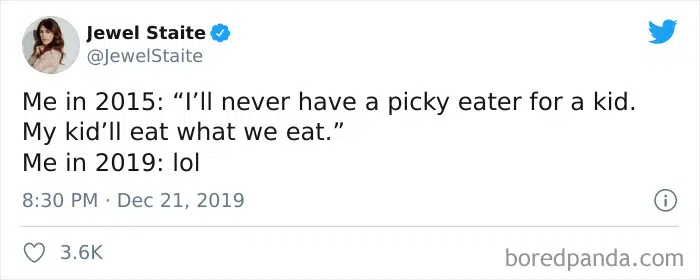 Jewel Staite
@JewelStaite
Me in 2015: “I’ll never have a picky eater for a kid.
My kid’ll eat what we eat.”
Me in 2019: lol
8:30 PM · Dec 21, 2019
3.6K
boredpanda.com